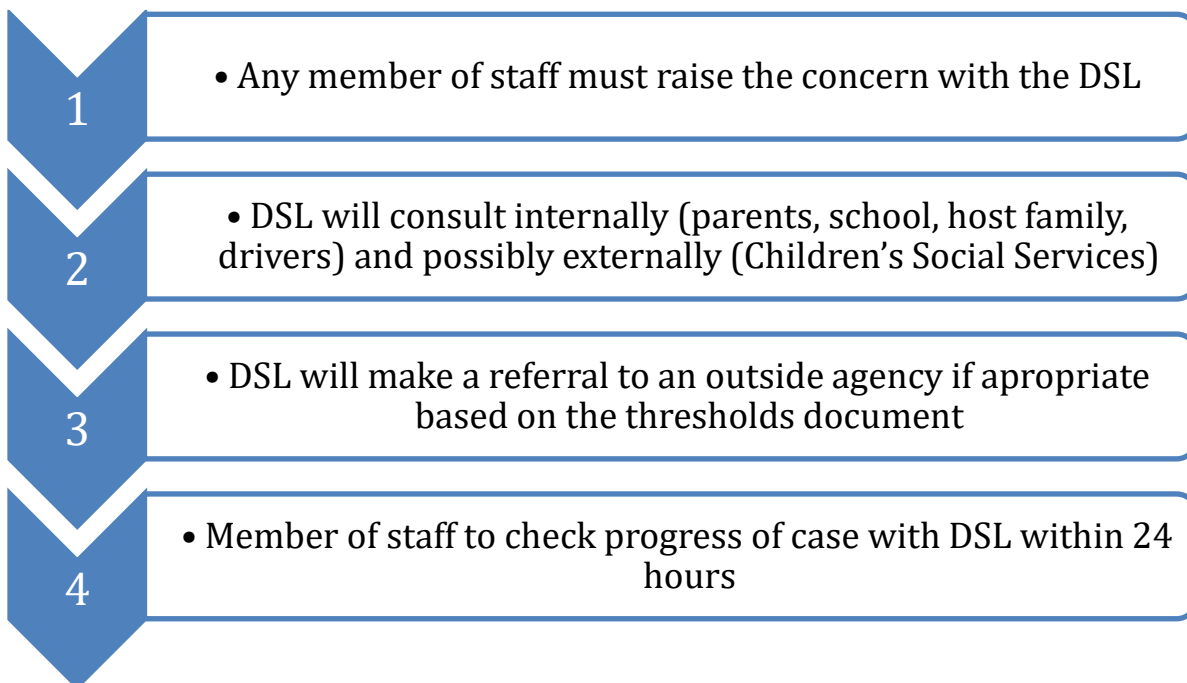 1
• Any member of staff must raise the concern with the DSL
2
• DSL will consult internally (parents, school, host family,
drivers) and possibly externally (Children’s Social Services)
3
• DSL will make a referral to an outside agency if apropriate
based on the thresholds document
4
• Member of staff to check progress of case with DSL within 24
hours